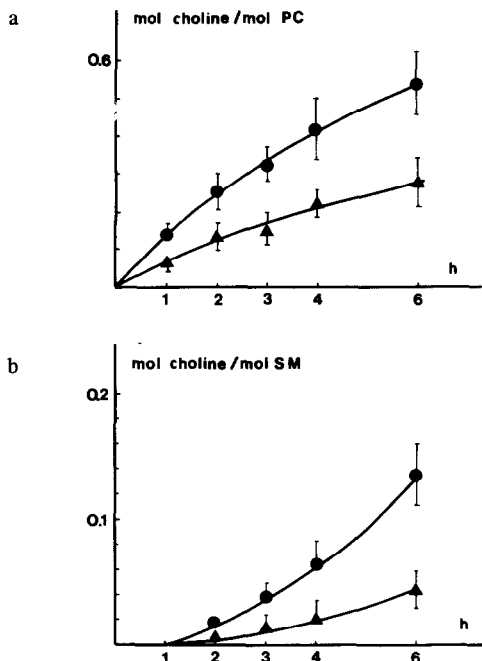 a
mol choline/mol PC
0.6
h
1 2 3 4 6
b
mol choline/mol SM
0.2
0.1
h
1 2 3 4 6